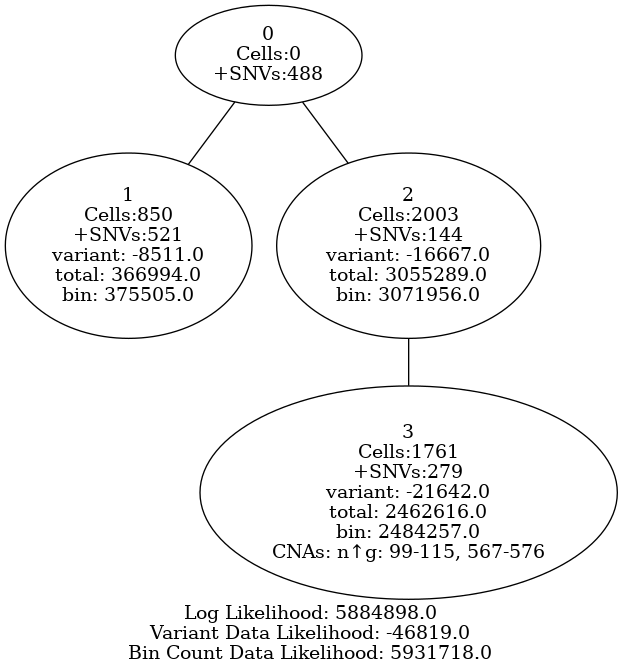 0
Cells:0
+SNVs:488
1
Cells:850
+SNVs:521
variant: -8511.0
total: 366994.0
bin: 375505.0
2
Cells:2003
+SNVs:144
variant: -16667.0
total: 3055289.0
bin: 3071956.0
3
Cells:1761
+SNVs:279
variant: -21642.0
total: 2462616.0
bin: 2484257.0
CNAs: n↑g: 99-115, 567-576
Log Likelihood: 5884898.0
Variant Data Likelihood: -46819.0
Bin Count Data Likelihood: 5931718.0